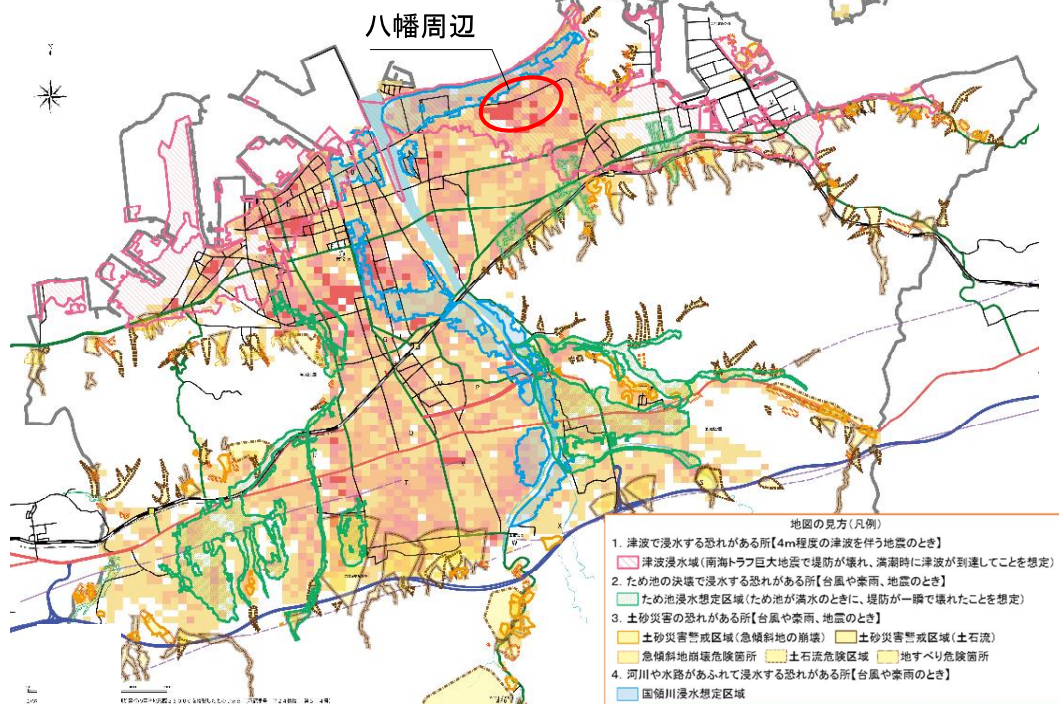 八幡周辺
地図の見方(凡例)
1. 津波で浸水する恐れがある所【4m程度の津波を伴う地震のとき】
津波浸水域(南海トラフ巨大地震で堤防が壊れ、満潮時に津波が到達してことを想定)
2. ため池の決壊で浸水する恐れがある所【台風や豪雨、地震のとき】
ため池浸水想定区域(ため池が満水のときに、堤防が一瞬で壊れたことを想定)
3. 土砂災害の恐れがある所【台風や豪雨、地震のとき】
土砂災害警戒区域(急傾斜地の崩壊) 土砂災害警戒区域(土石流)
急傾斜地崩壊危険箇所 土石流危険区域 地すべり危険箇所
4. 河川や水路があふれて浸水する恐れがある所【台風や豪雨のとき】
国領川浸水想定区域